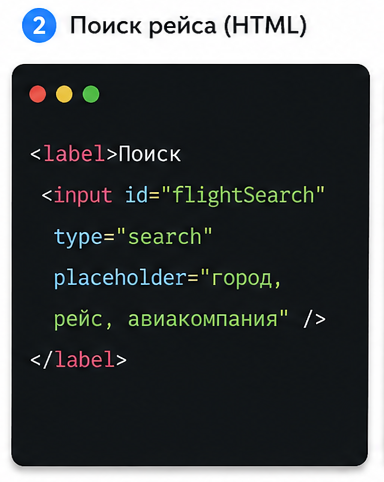 2 Поиск рейса (HTML)
<label>Поиск
<input id="flightSearch"
type="search"
placeholder="город,
рейс, авиакомпания" />
</label>